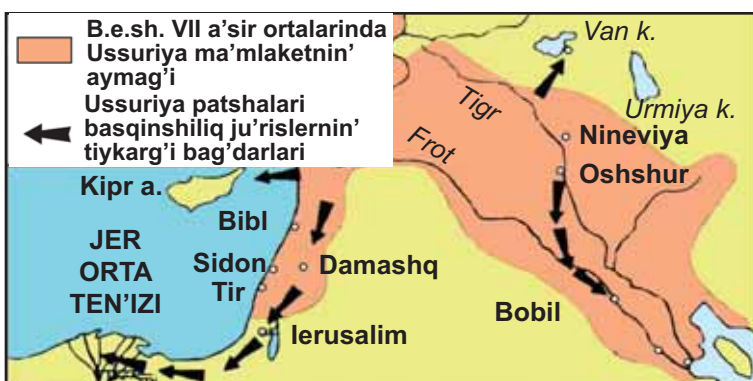 B.e.sh. VII a’sir ortalarinda
Ussuriya ma’mlaketnin’
aymag’i
Ussuriya patshalari
basqinshiliq ju’rislernin’
tiykarg’i bag’darlari
Van k.
Urmiya k.
Tigr
Frot
Nineviya
Oshshur
Kipr a.
Bibl
JER
ORTA
TEN’IZI
Sidon
Tir
Damashq
Bobil
Ierusalim